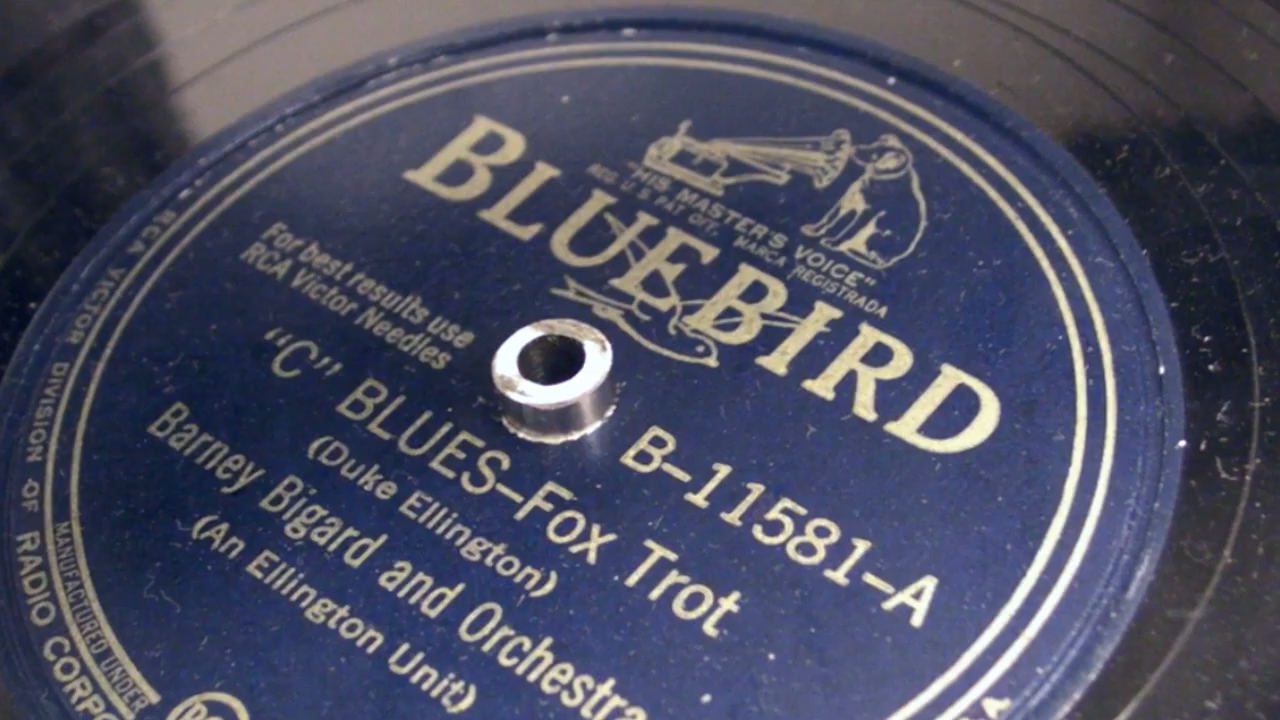 "HIS MASTER'S VOICE"
REG. U.S. PAT. OFF. MARCA REGISTRADA
BLUEBIRD
For best results use
RCA Victor Needles
B-11581-A
"C" BLUES-Fox Trot
(Duke Ellington)
Barney Bigard and Orchestra
(An Ellington Unit)
RCA VICTOR DIVISION OF RADIO
MANUFACTURED UNDER